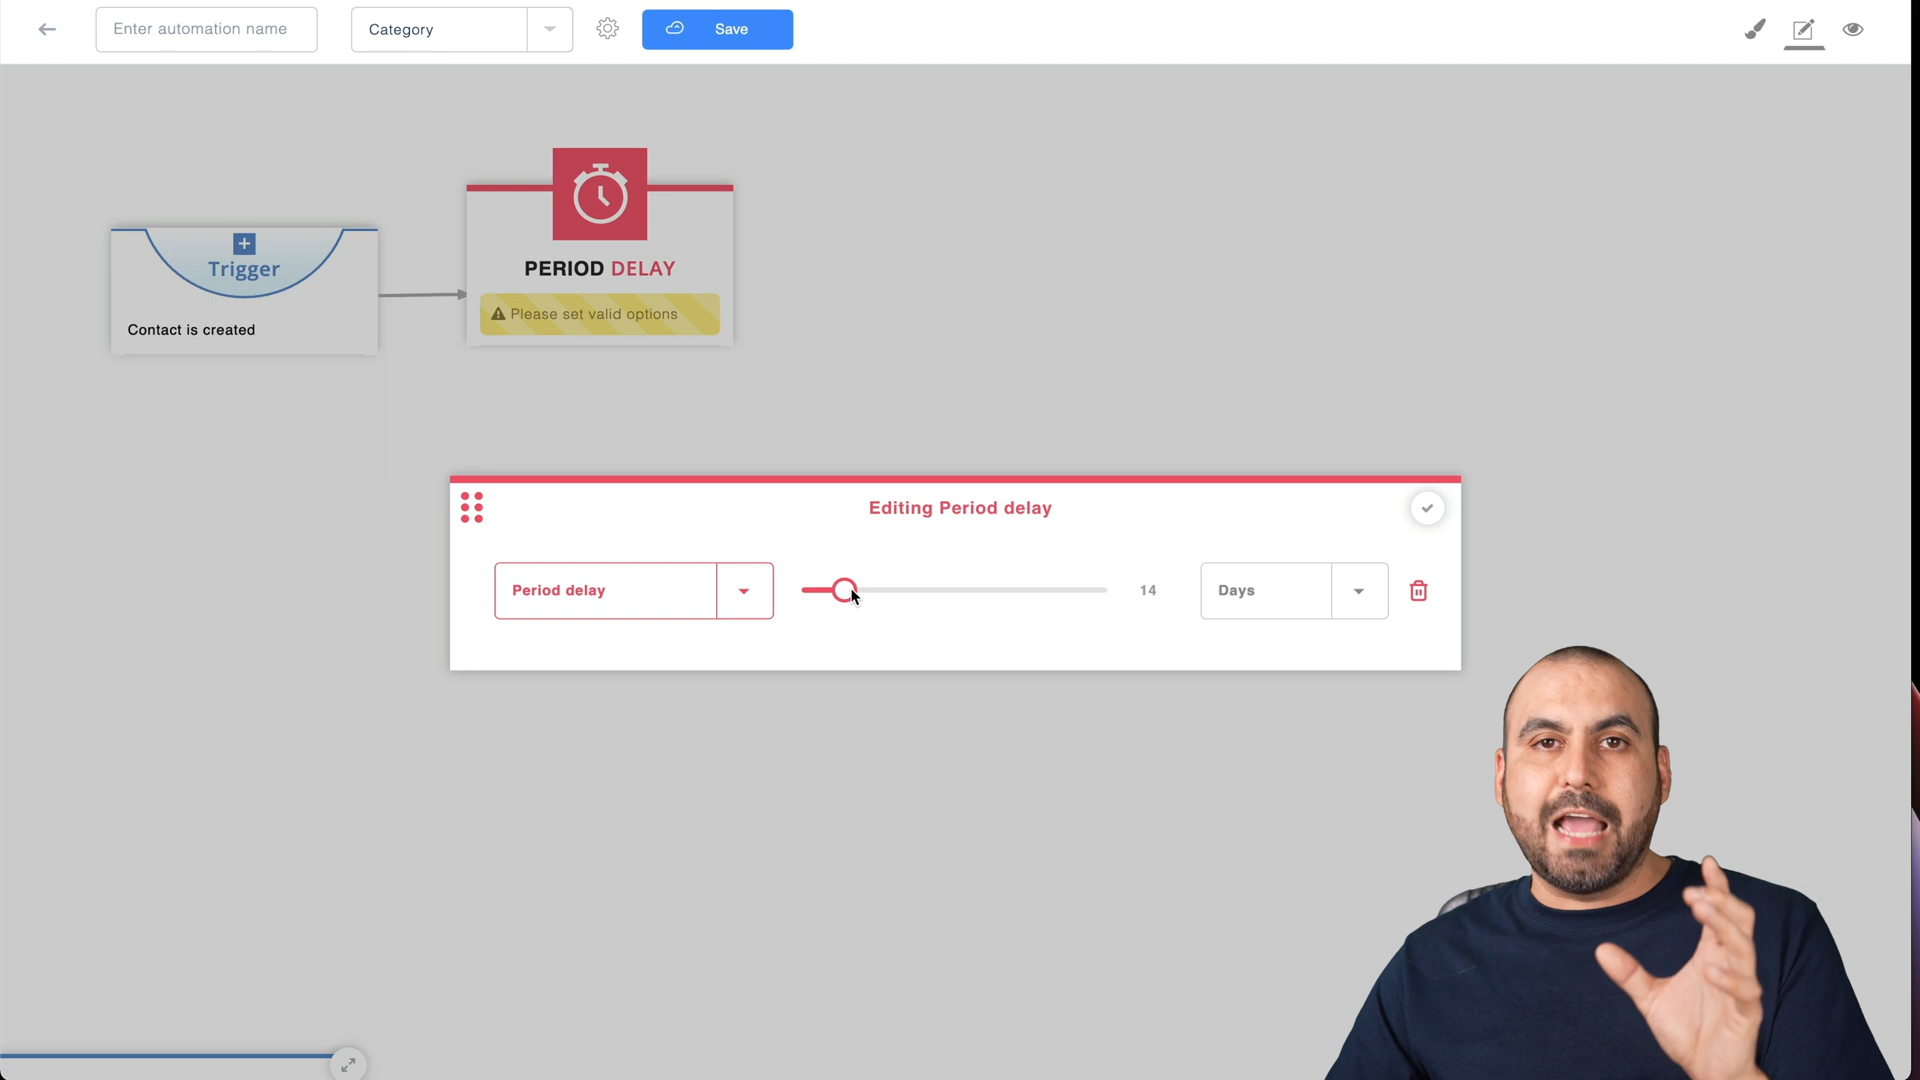 Enter automation name
Category
Save
PERIOD DELAY
Please set valid options
Trigger
Contact is created
Editing Period delay
Period delay
14
Days